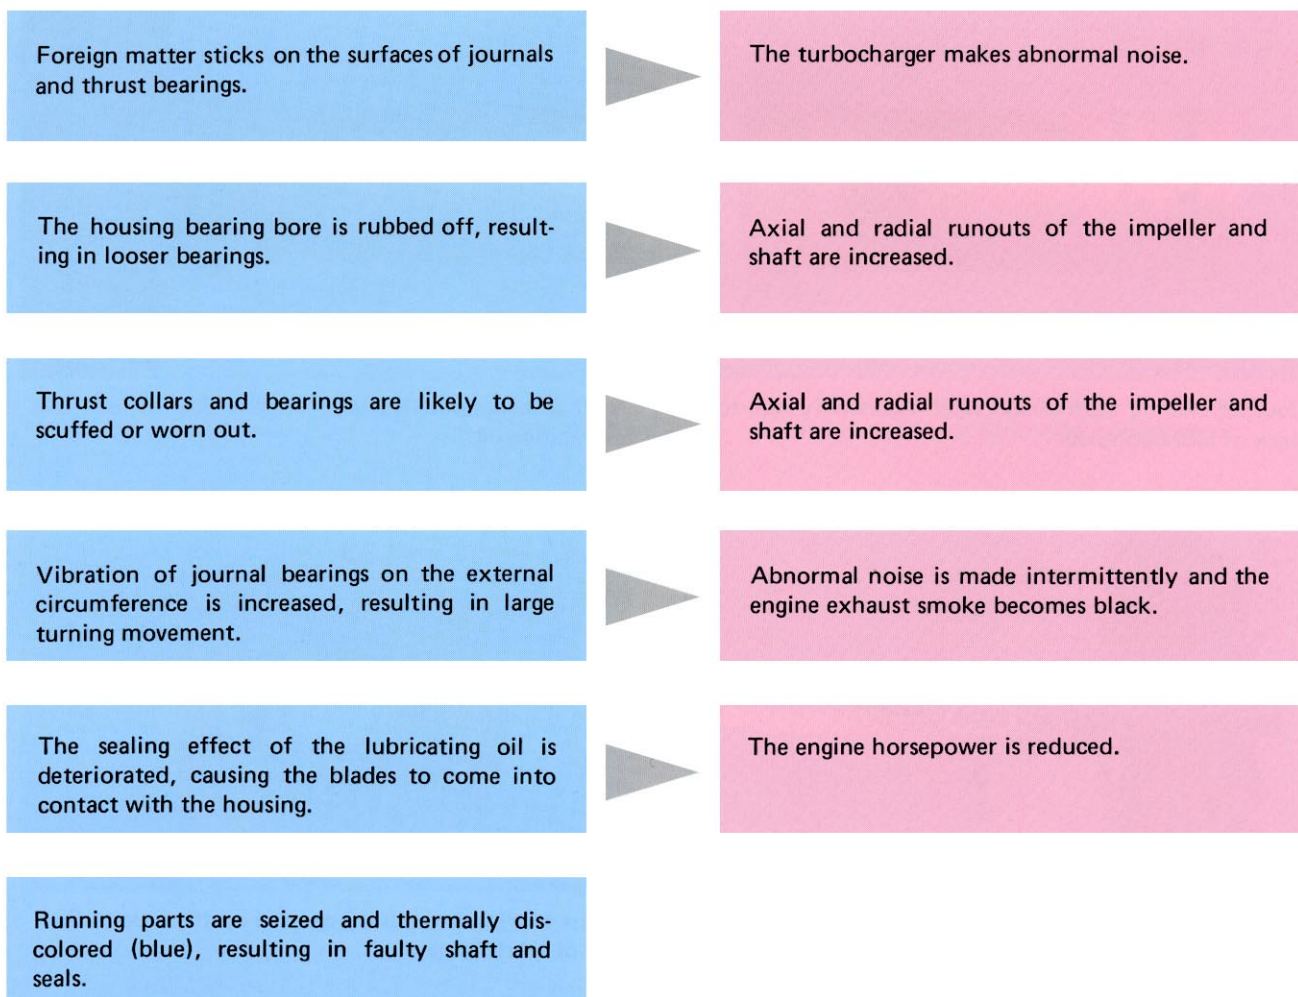 Foreign matter sticks on the surfaces of journals
and thrust bearings.
The turbocharger makes abnormal noise.
The housing bearing bore is rubbed off, result-
ing in looser bearings.
Axial and radial runouts of the impeller and
shaft are increased.
Thrust collars and bearings are likely to be
scuffed or worn out.
Axial and radial runouts of the impeller and
shaft are increased.
Vibration of journal bearings on the external
circumference is increased, resulting in large
turning movement.
Abnormal noise is made intermittently and the
engine exhaust smoke becomes black.
The sealing effect of the lubricating oil is
deteriorated, causing the blades to come into
contact with the housing.
The engine horsepower is reduced.
Running parts are seized and thermally dis-
colored (blue), resulting in faulty shaft and
seals.